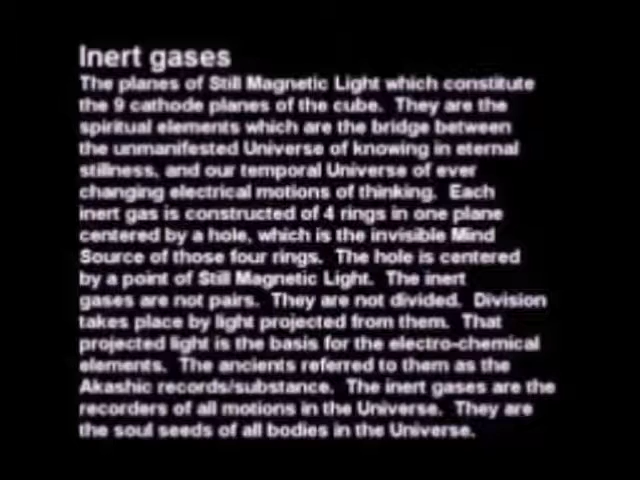 Inert gases
The planes of Still Magnetic Light which constitute
the 9 cathode planes of the cube. They are the
spiritual elements which are the bridge between
the unmanifested Universe of knowing in eternal
stillness, and our temporal Universe of ever
changing electrical motions of thinking. Each
inert gas is constructed of 4 rings in one plane
centered by a hole, which is the invisible Mind
Source of those four rings. The hole is centered
by a point of Still Magnetic Light. The inert
gases are not pairs. They are not divided. Division
takes place by light projected from them. That
projected light is the basis for the electro-chemical
elements. The ancients referred to them as the
Akashic records/substance. The inert gases are the
recorders of all motions in the Universe. They are
the soul seeds of all bodies in the Universe.